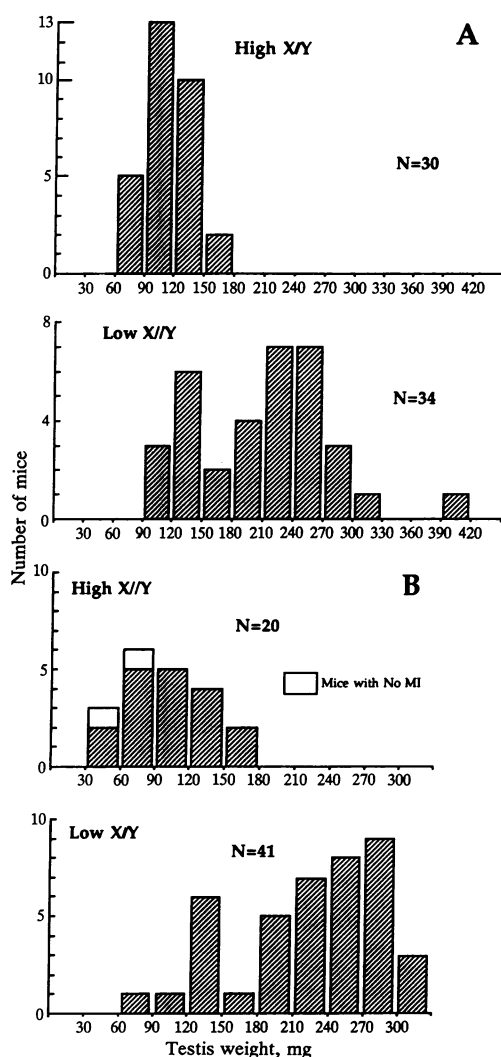 13
A
High X/Y
10
N=30
5
0
30 60 90 120 150 180 210 240 270 300 330 360 390 420
8
Low X//Y
N=34
4
0
30 60 90 120 150 180 210 240 270 300 330 360 390 420
Number of mice
10
High X//Y
B
N=20
5
Mice with No MI
0
30 60 90 120 150 180 210 240 270 300
10
Low X/Y
N=41
5
0
30 60 90 120 150 180 210 240 270 300
Testis weight, mg